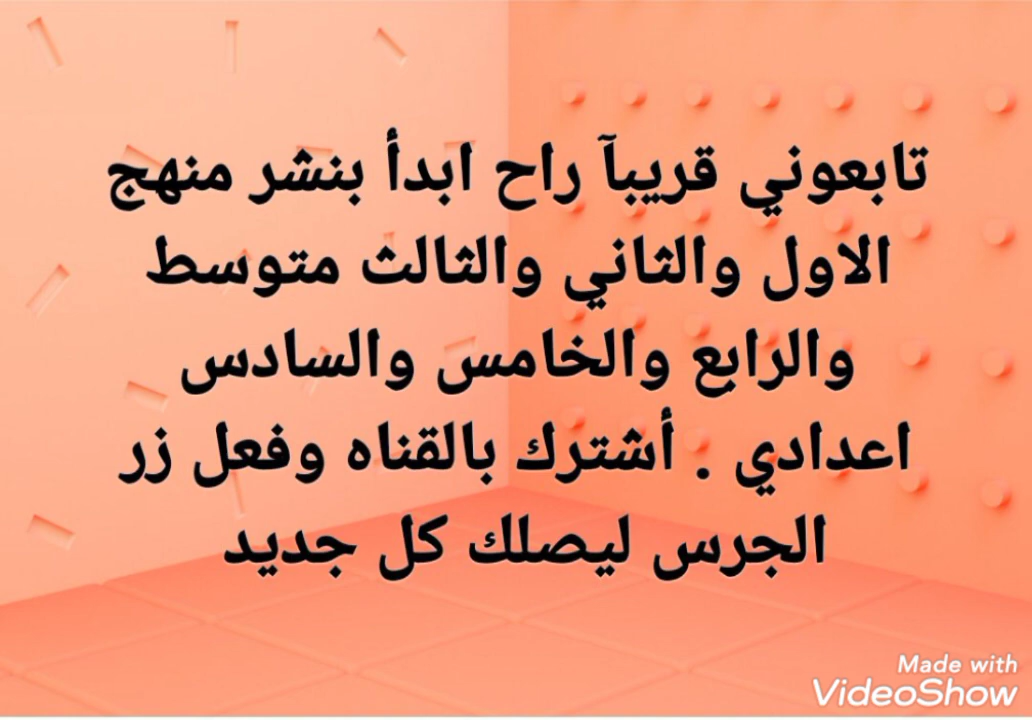 تابعوني قريبآ راح ابدأ بنشر منهج
الاول والثاني والثالث متوسط
والرابع والخامس والسادس
اعدادي . أشترك بالقناه وفعل زر
الجرس ليصلك كل جديد
Made with
VideoShow